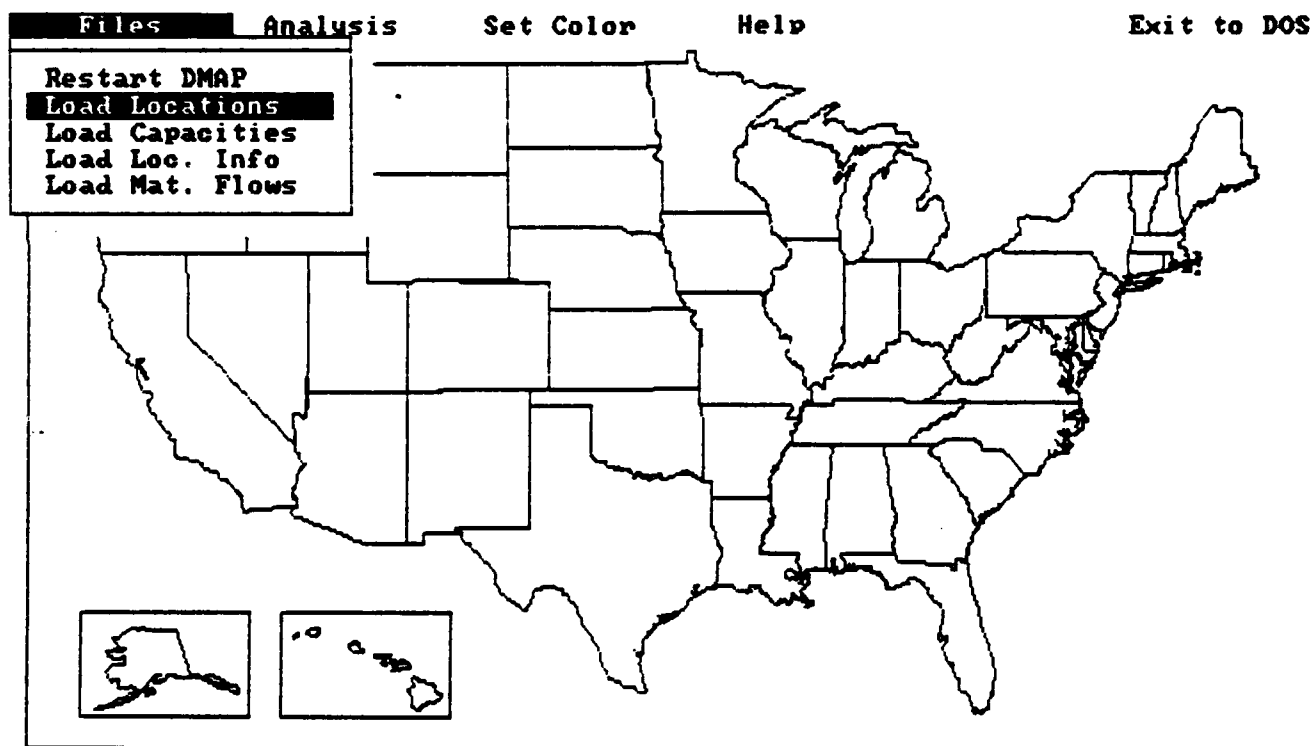 Files Analysis Set Color Help Exit to DOS
Restart DMAP
Load Locations
Load Capacities
Load Loc. Info
Load Mat. Flows